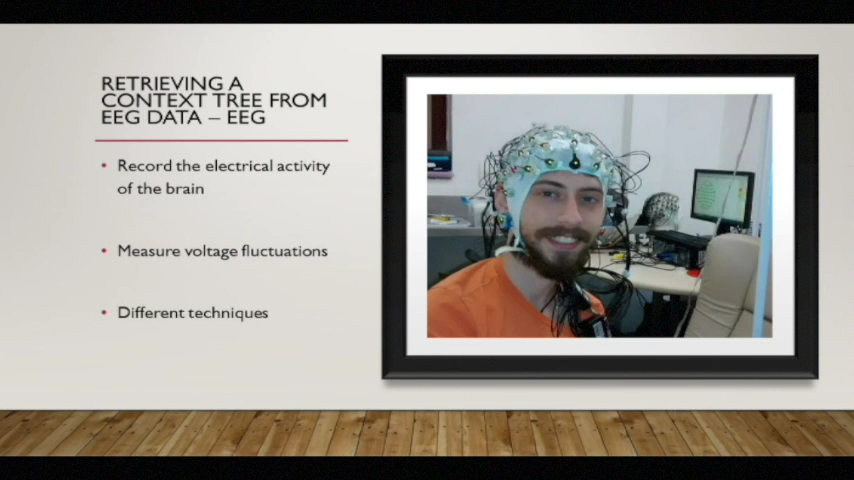 RETRIEVING A
CONTEXT TREE FROM
EEG DATA – EEG
• Record the electrical activity
of the brain
• Measure voltage fluctuations
• Different techniques